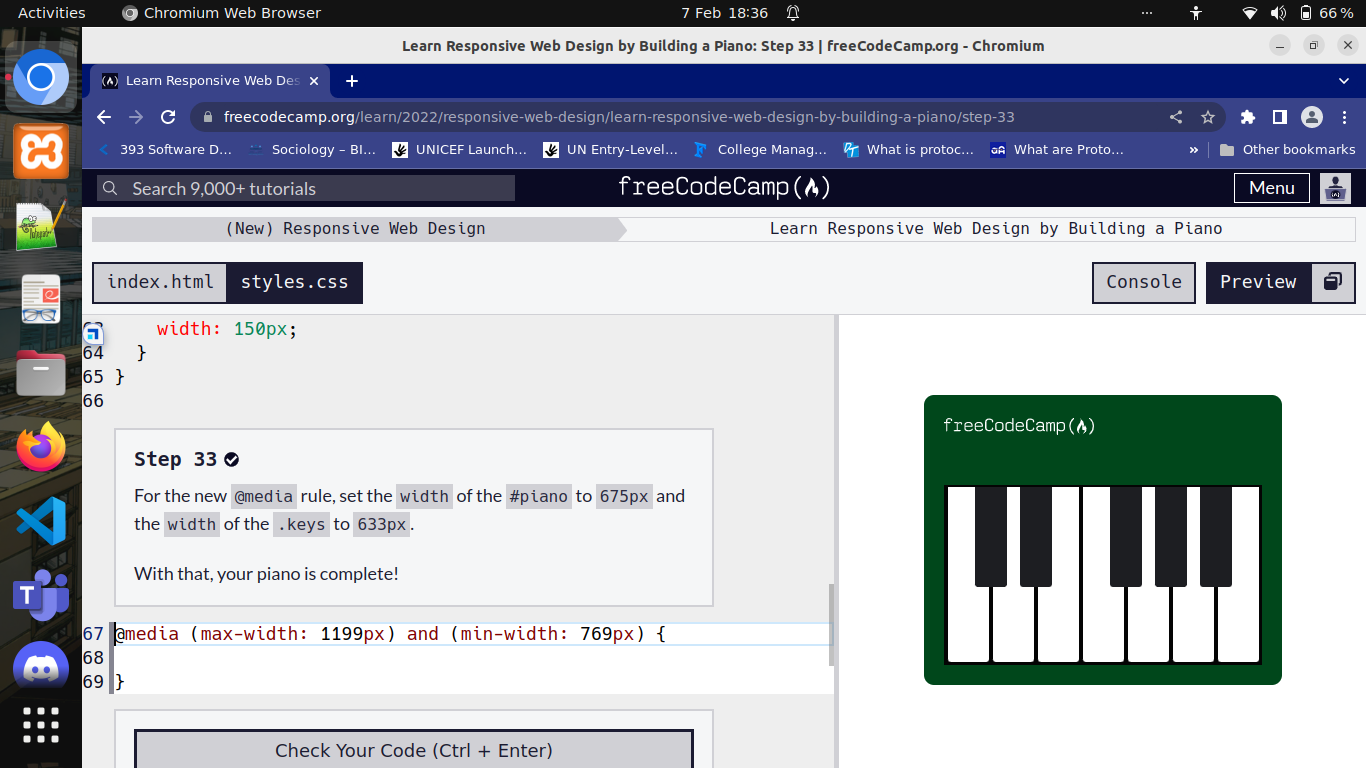 Activities Chromium Web Browser 7 Feb 18:36 66 %
Learn Responsive Web Design by Building a Piano: Step 33 | freeCodeCamp.org - Chromium
Learn Responsive Web Des
freecodecamp.org/learn/2022/responsive-web-design/learn-responsive-web-design-by-building-a-piano/step-33
393 Software D… Sociology – BI… UNICEF Launch… UN Entry-Level… College Manag… What is protoc… What are Proto… » Other bookmarks
Search 9,000+ tutorials freeCodeCamp Menu
(New) Responsive Web Design Learn Responsive Web Design by Building a Piano
index.html styles.css Console Preview
width: 150px;
64 }
65 }
66
Step 33
For the new @media rule, set the width of the #piano to 675px and
the width of the .keys to 633px.
With that, your piano is complete!
67 @media (max-width: 1199px) and (min-width: 769px) {
68
69 }
Check Your Code (Ctrl + Enter)
freeCodeCamp